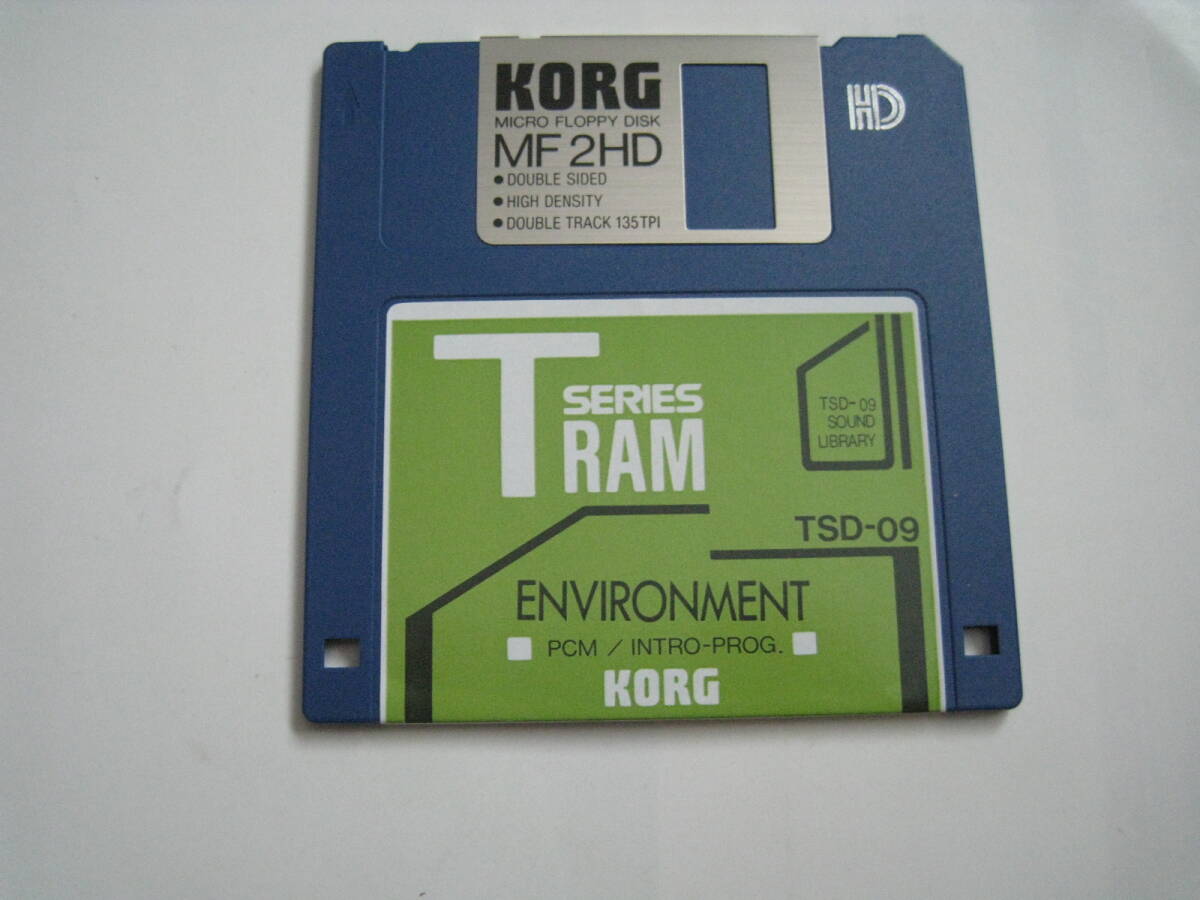 KORG
MICRO FLOPPY DISK
MF 2HD
● DOUBLE SIDED
● HIGH DENSITY
● DOUBLE TRACK 135TPI
HD
T SERIES
RAM
TSD-09
SOUND
LIBRARY
TSD-09
ENVIRONMENT
PCM / INTRO-PROG.
KORG